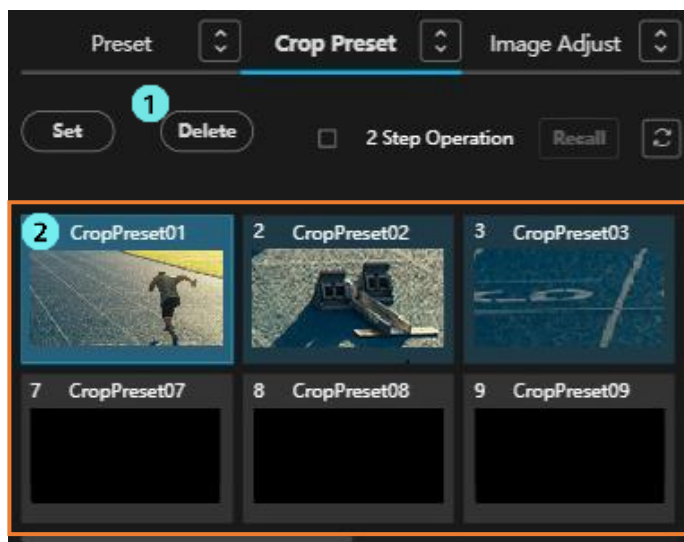 Preset Crop Preset Image Adjust
1
Set Delete 2 Step Operation Recall
2 CropPreset01 2 CropPreset02 3 CropPreset03
7 CropPreset07 8 CropPreset08 9 CropPreset09